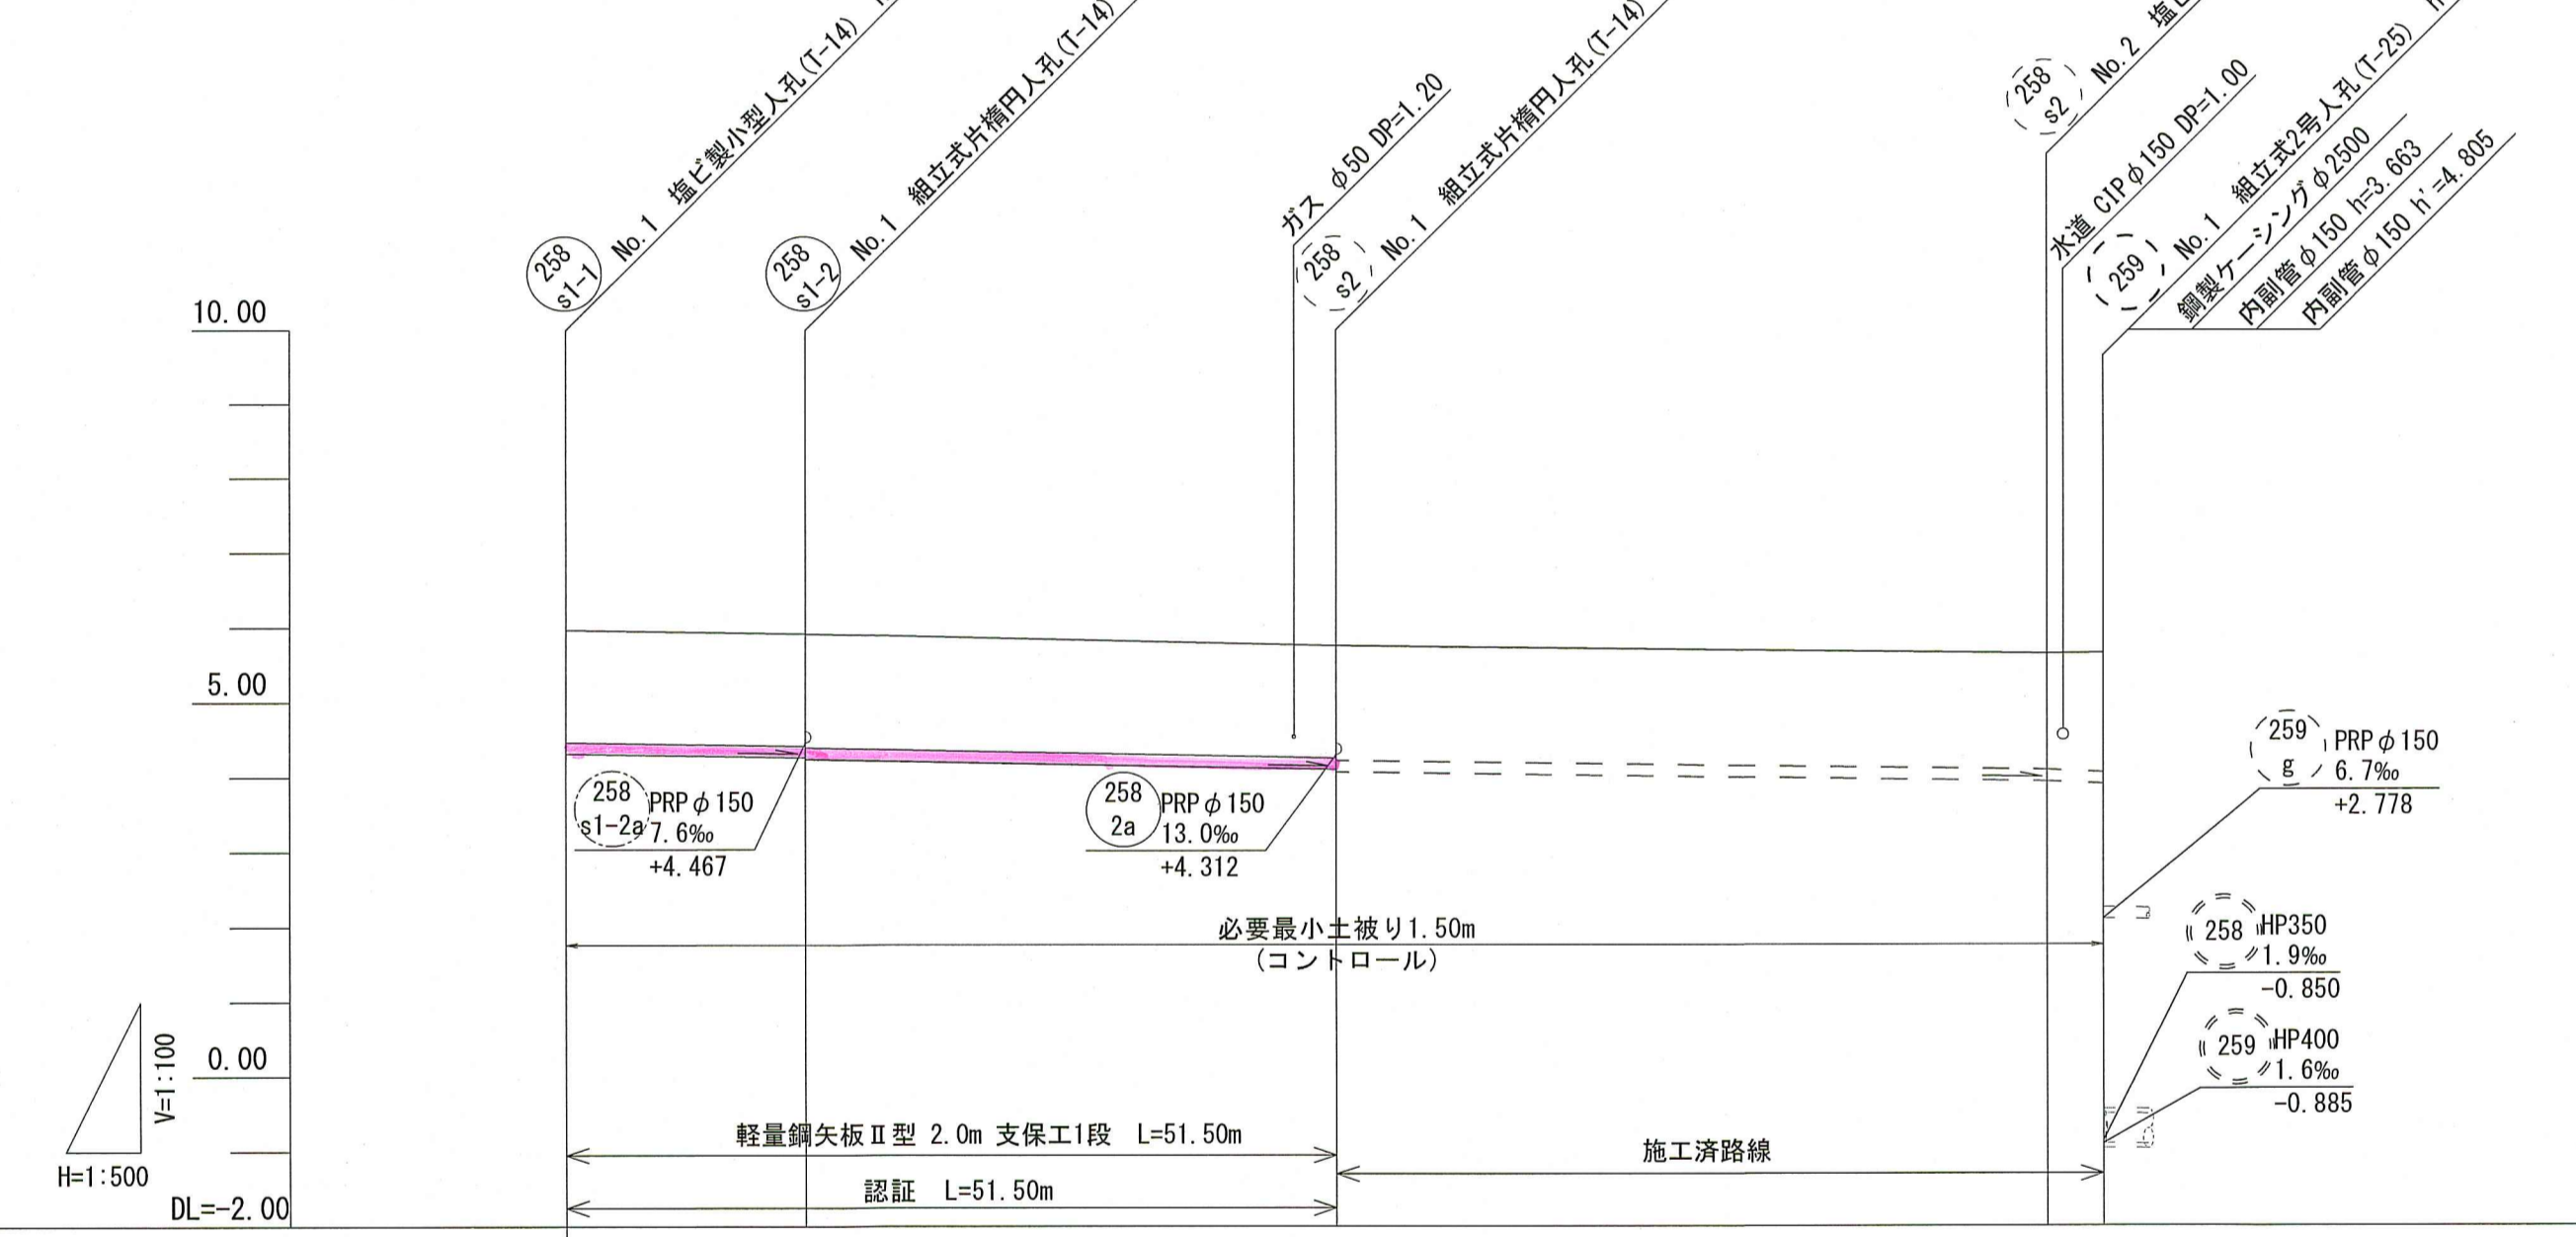 258
s1-1
No.1 塩ビ製小型人孔(T-14)
258
s1-2
No.1 組立式片楕円人孔(T-14)
ガス φ50 DP=1.20
258
s2
No.1 組立式片楕円人孔(T-14)
258
s2
No.2 塩ビ
水道 CIPφ150 DP=1.00
259
No.1 組立式2号人孔(T-25)
鋼製ケーシングφ2500
内副管φ150 h=3.663
内副管φ150 h'=4.805
10.00
5.00
0.00
DL=-2.00
V=1:100
H=1:500
258
s1-2a
PRPφ150
7.6‰
+4.467
258
2a
PRPφ150
13.0‰
+4.312
259
g
PRPφ150
6.7‰
+2.778
必要最小土被り1.50m
(コントロール)
258
HP350
1.9‰
-0.850
259
HP400
1.6‰
-0.885
軽量鋼矢板Ⅱ型 2.0m 支保工1段 L=51.50m
施工済路線
認証 L=51.50m